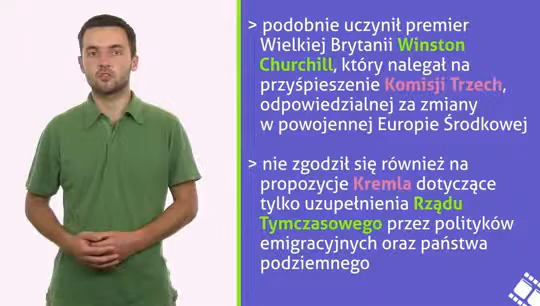 > podobnie uczynił premier
Wielkiej Brytanii Winston
Churchill, który nalegał na
przyśpieszenie Komisji Trzech,
odpowiedzialnej za zmiany
w powojennej Europie Środkowej
> nie zgodził się również na
propozycje Kremla dotyczące
tylko uzupełnienia Rządu
Tymczasowego przez polityków
emigracyjnych oraz państwa
podziemnego